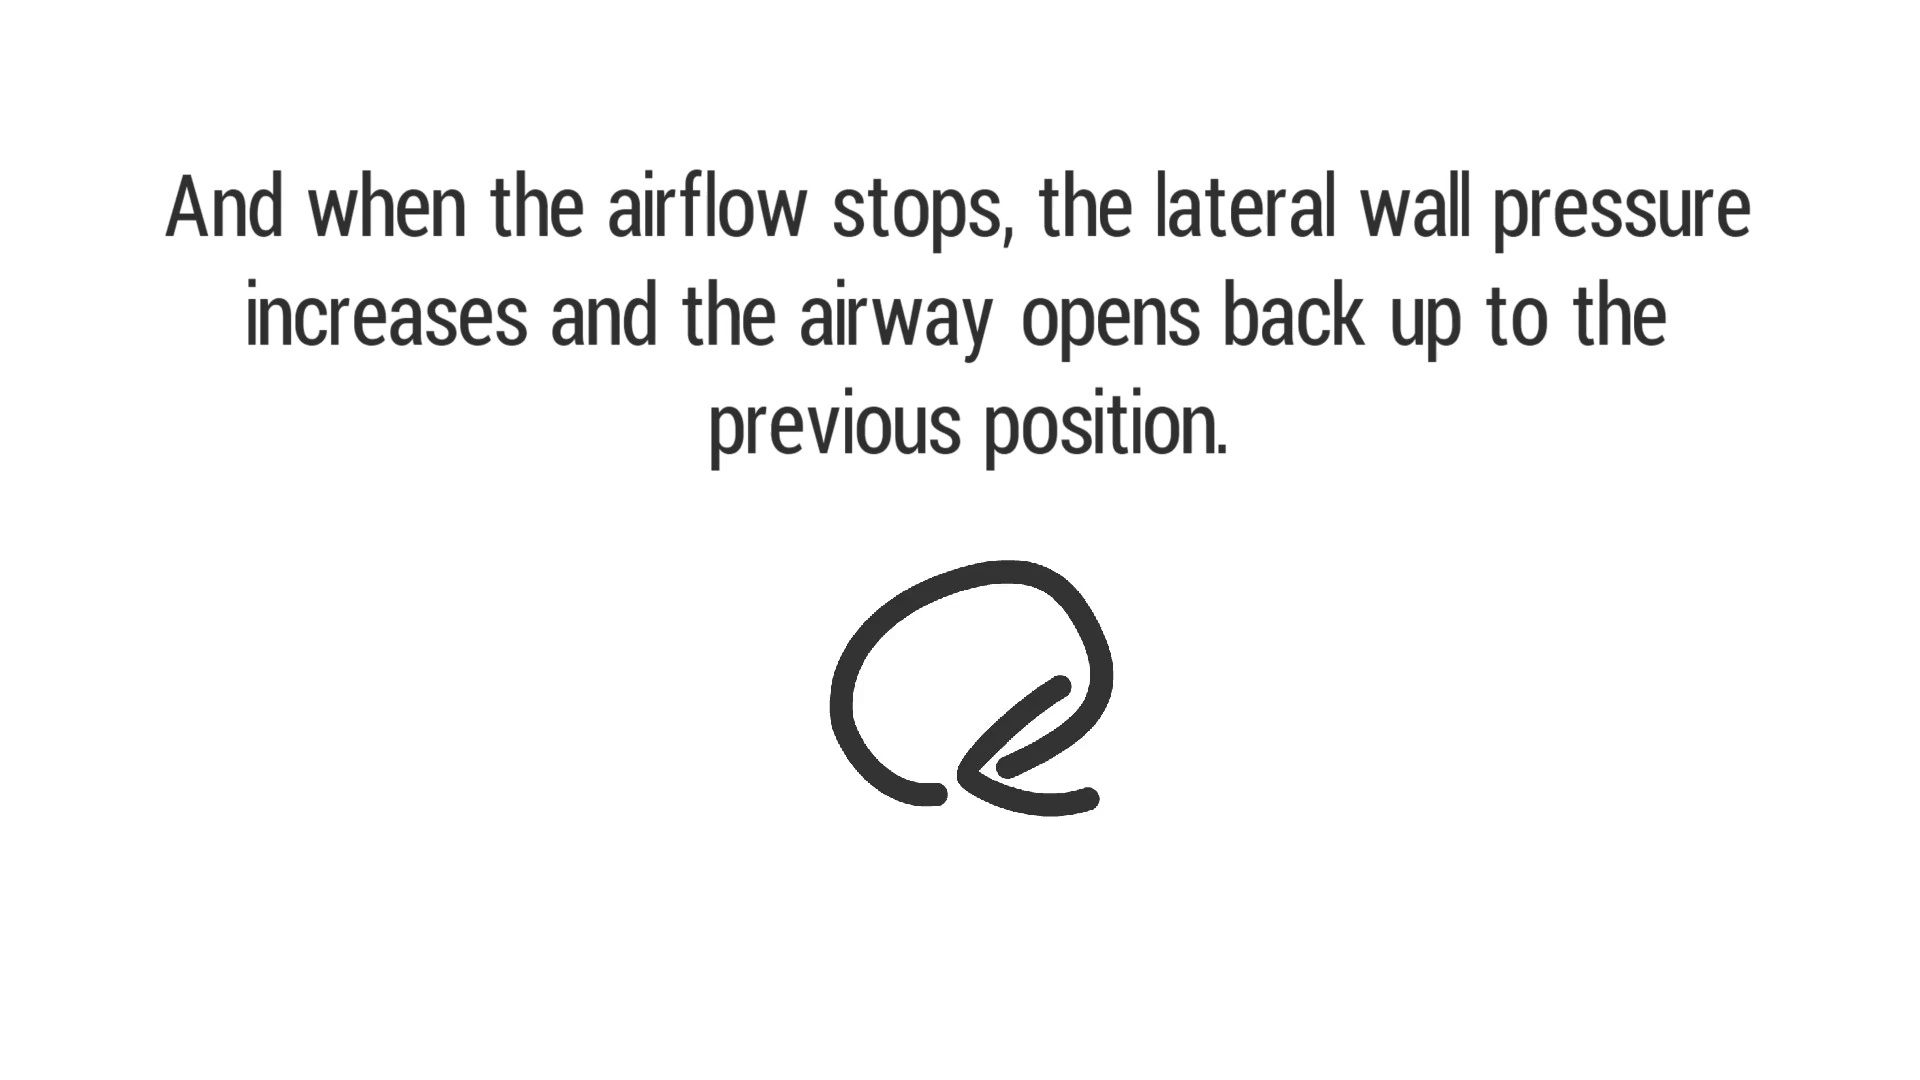 And when the airflow stops, the lateral wall pressure
increases and the airway opens back up to the
previous position.